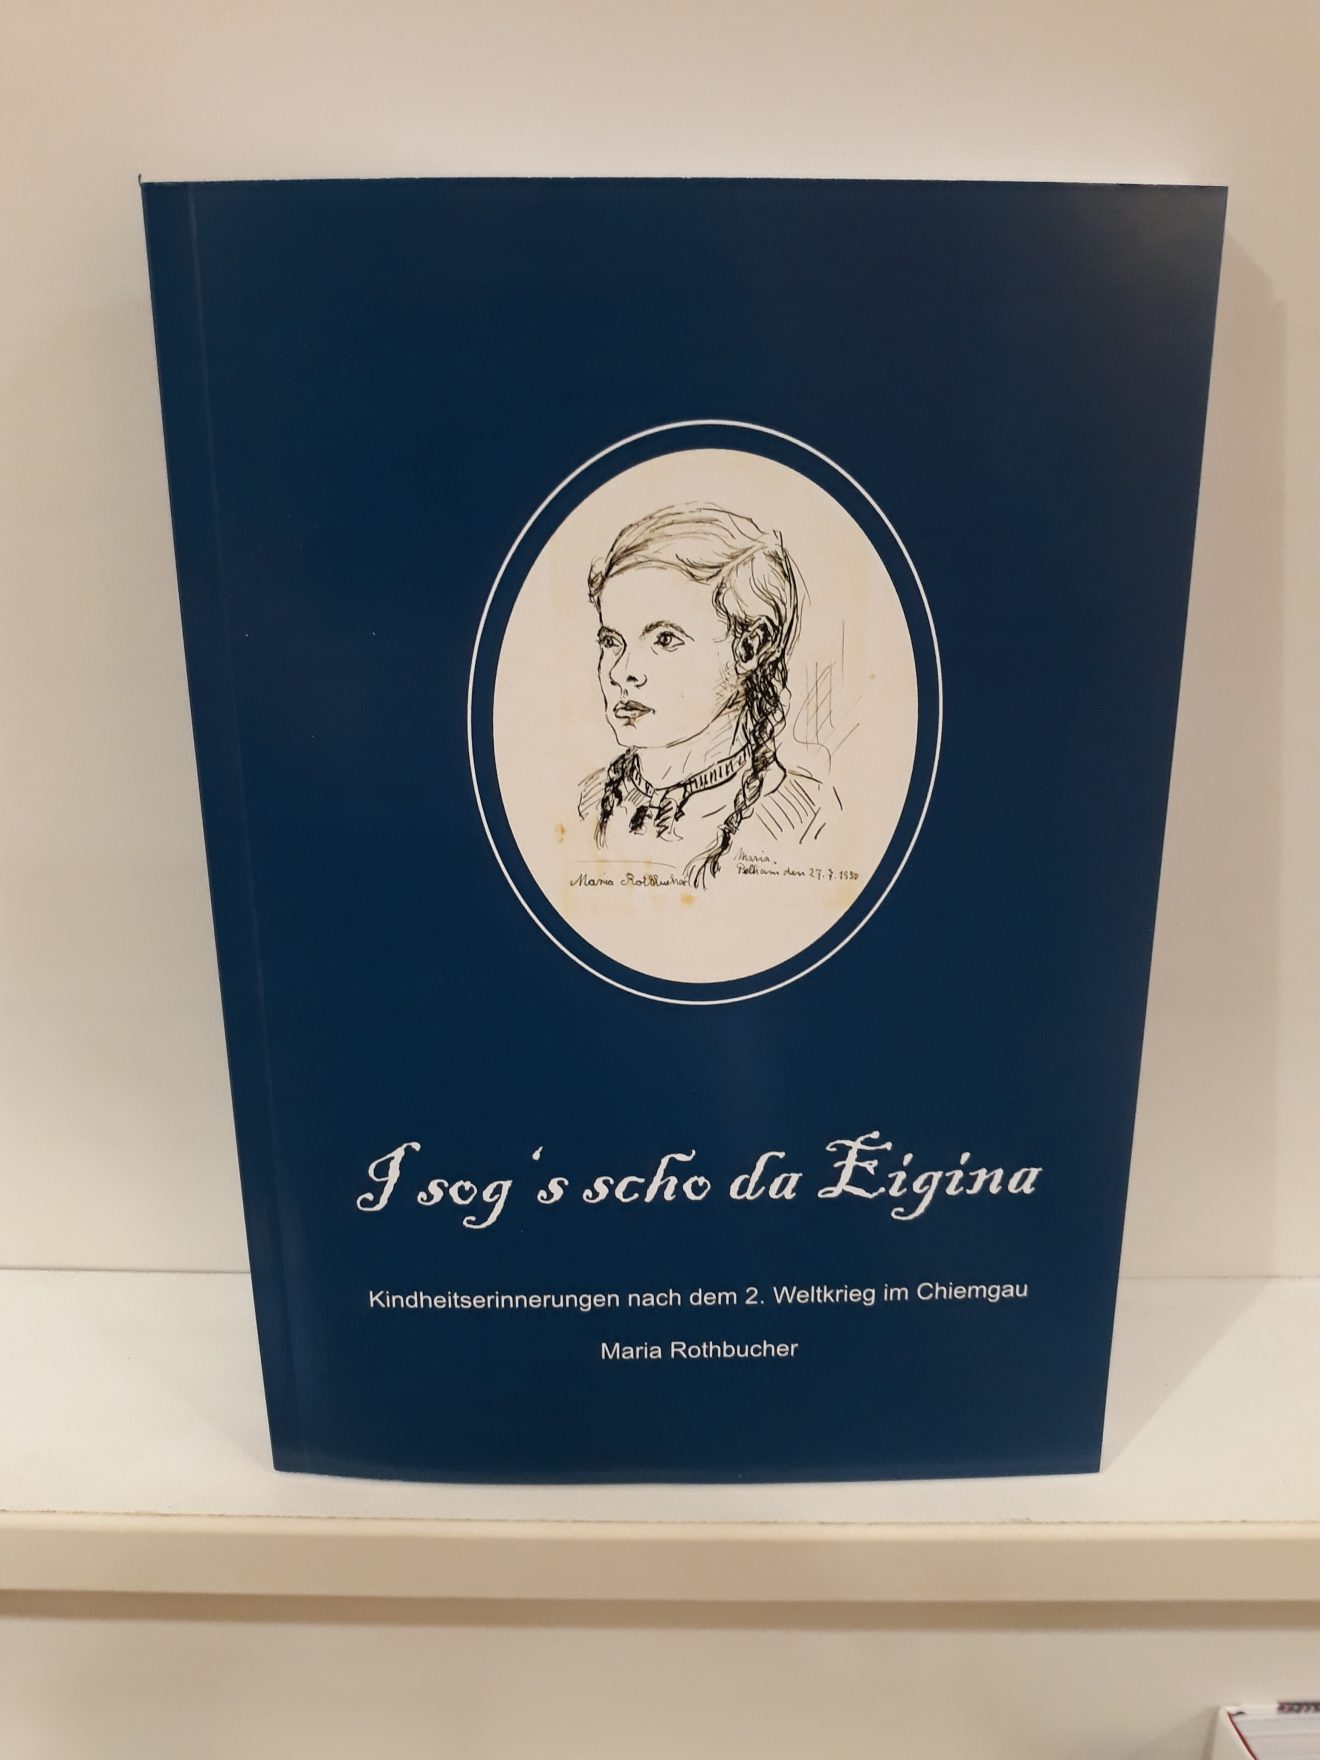 Maria Rothbucher
Maria.
Pelham den 27. 7. 1950
I sog's scho da Eigina
Kindheitserinnerungen nach dem 2. Weltkrieg im Chiemgau
Maria Rothbucher